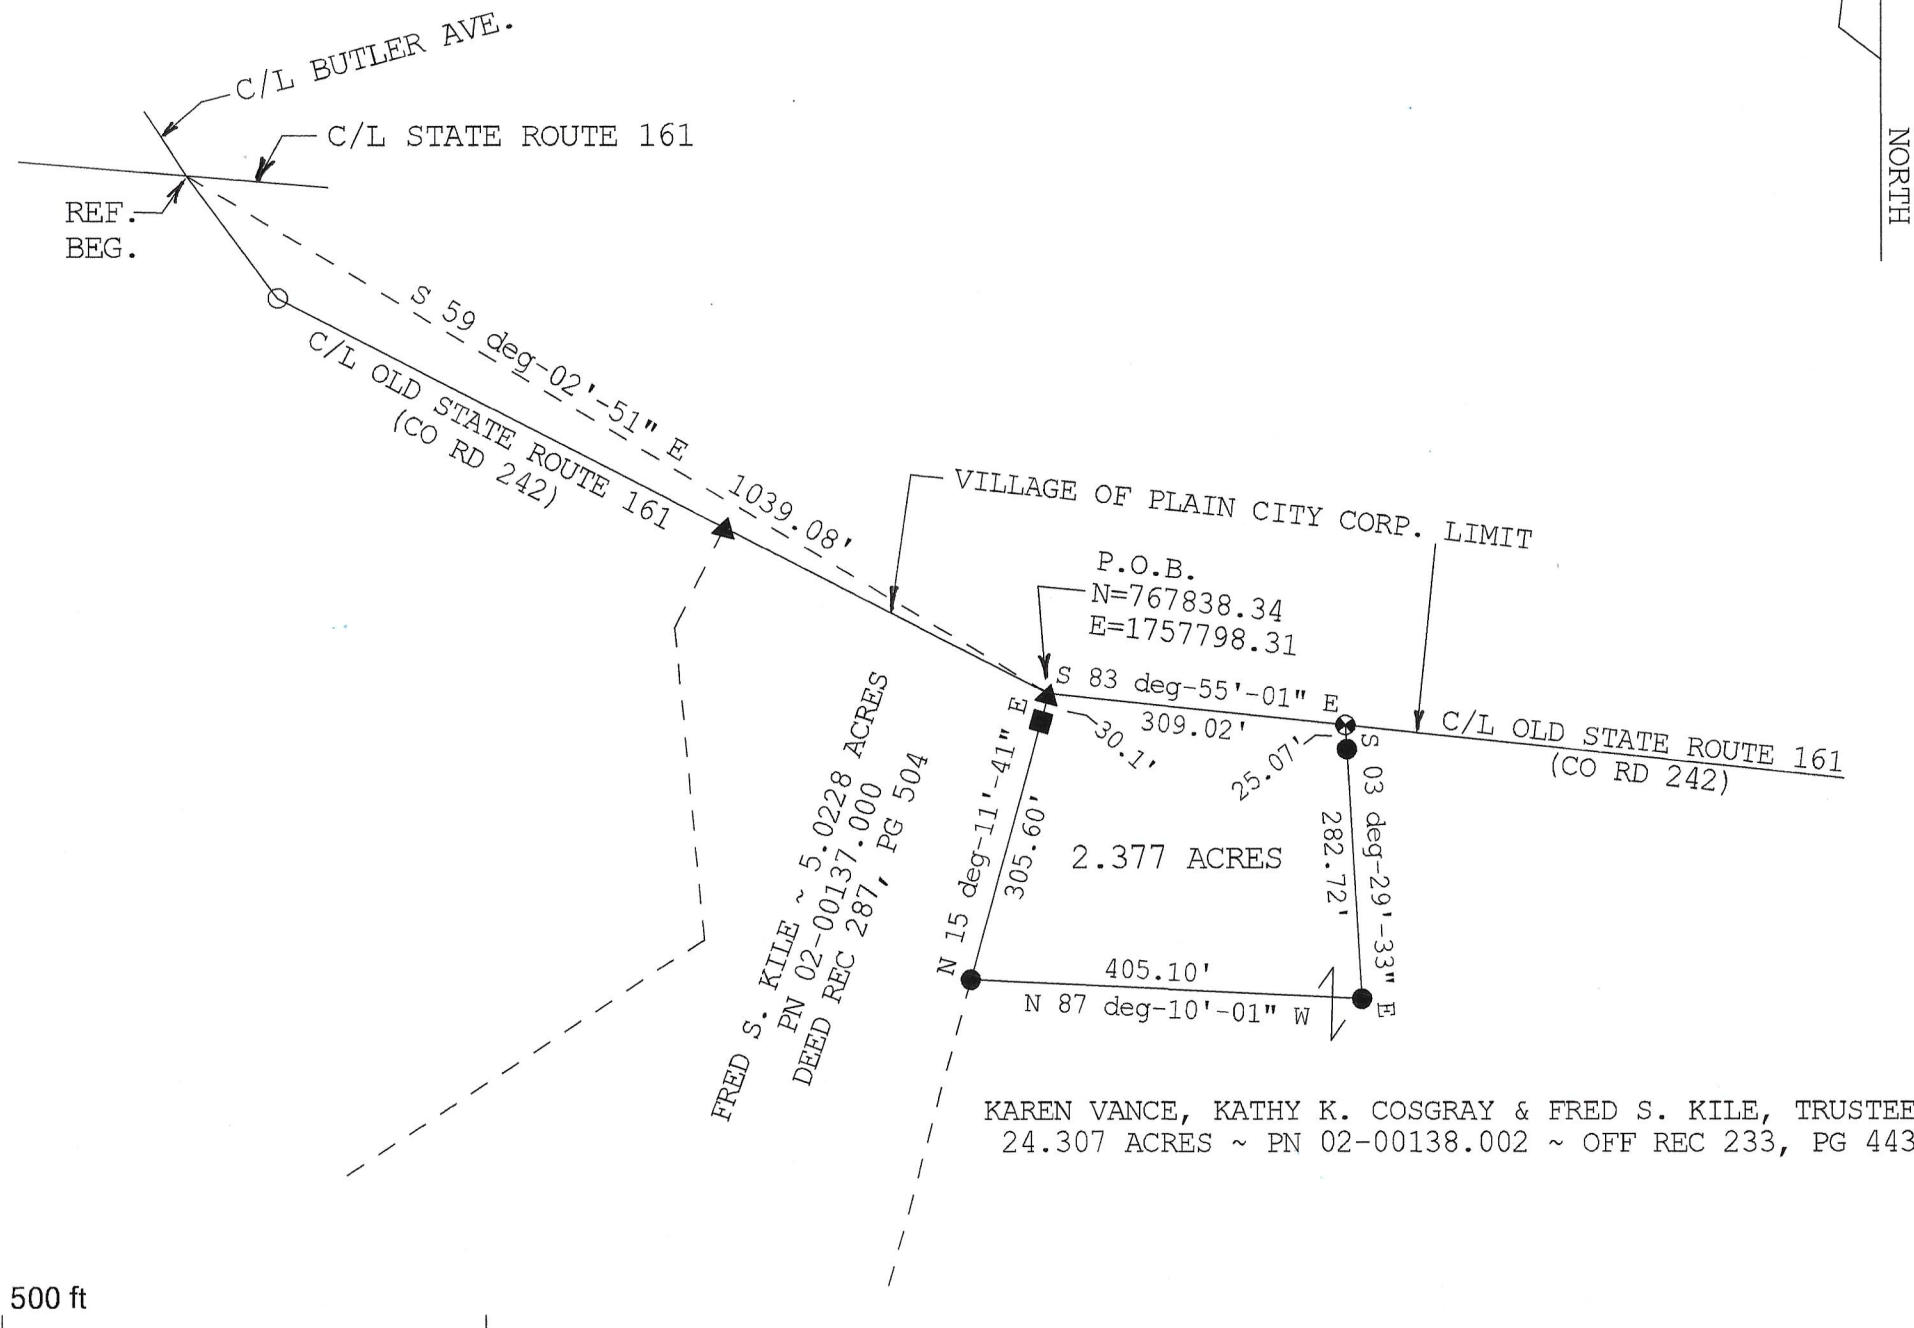 C/L BUTLER AVE.
C/L STATE ROUTE 161
NORTH
REF.
BEG.
S 59 deg-02'-51" E 1039.08'
C/L OLD STATE ROUTE 161
(CO RD 242)
VILLAGE OF PLAIN CITY CORP. LIMIT
P.O.B.
N=767838.34
E=1757798.31
S 83 deg-55'-01" E
309.02'
30.1'
25.07'
C/L OLD STATE ROUTE 161
(CO RD 242)
N 15 deg-11'-41" E
305.60'
2.377 ACRES
S 03 deg-29'-33" E
282.72'
405.10'
N 87 deg-10'-01" W
FRED S. KILE ~ 5.0228 ACRES
PN 02-00137.000
DEED REC 287, PG 504
KAREN VANCE, KATHY K. COSGRAY & FRED S. KILE, TRUSTEE
24.307 ACRES ~ PN 02-00138.002 ~ OFF REC 233, PG 443
500 ft